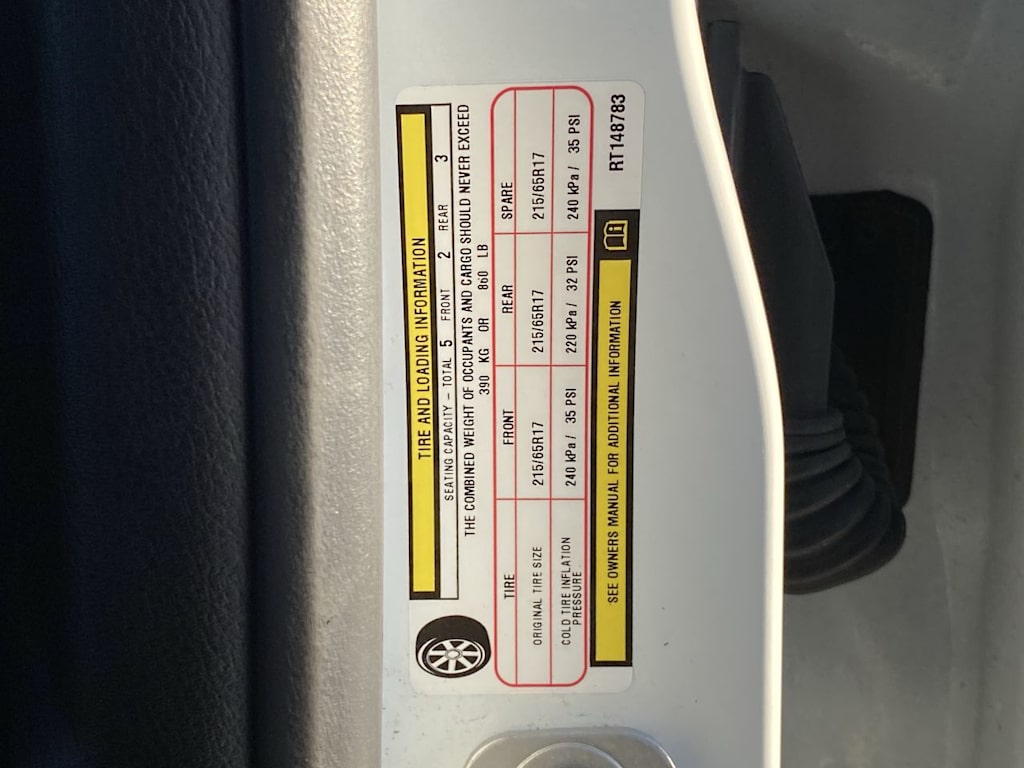 TIRE AND LOADING INFORMATION
SEATING CAPACITY – TOTAL 5 FRONT 2 REAR 3
THE COMBINED WEIGHT OF OCCUPANTS AND CARGO SHOULD NEVER EXCEED
390 KG OR 860 LB
TIRE FRONT REAR SPARE
ORIGINAL TIRE SIZE 215/65R17 215/65R17 215/65R17
COLD TIRE INFLATION PRESSURE 240 kPa / 35 PSI 220 kPa / 32 PSI 240 kPa / 35 PSI
SEE OWNERS MANUAL FOR ADDITIONAL INFORMATION
RT148783